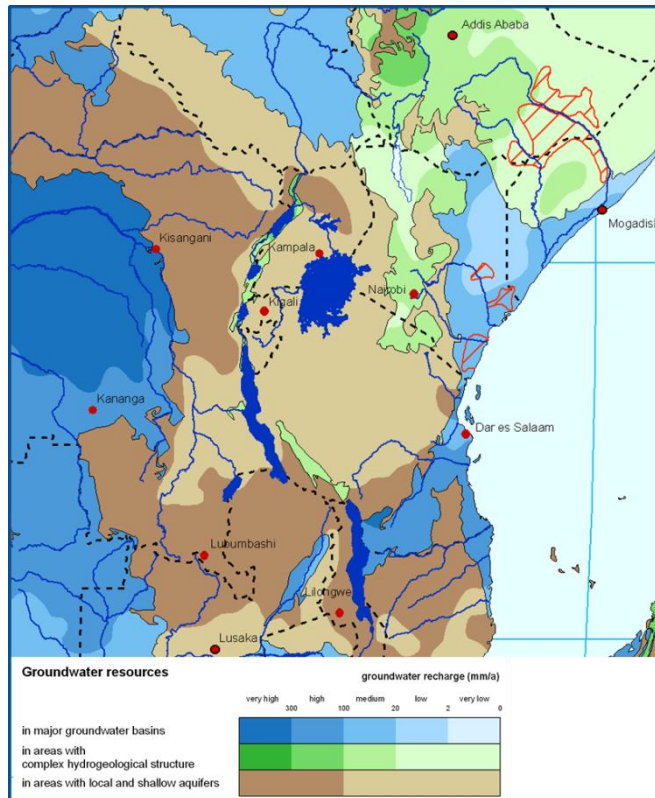 Addis Ababa
Mogadish
Kisangani
Kampala
Nairobi
Kigali
Kananga
Dar es Salaam
Lubumbashi
Lilongwe
Lusaka
Groundwater resources
groundwater recharge (mm/a)
very high high medium low very low
300 100 20 2 0
in major groundwater basins
in areas with
complex hydrogeological structure
in areas with local and shallow aquifers